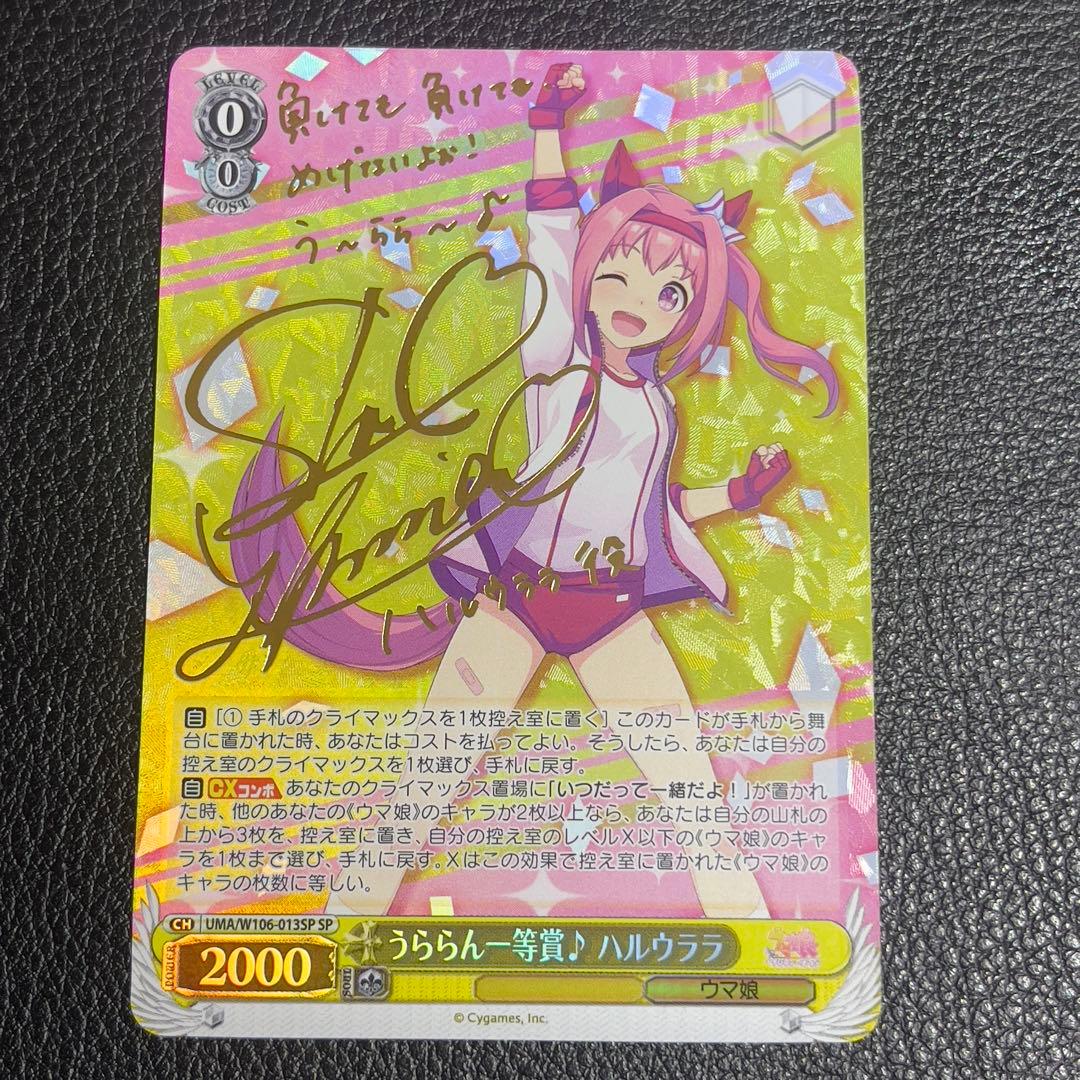 LEVEL
0
0
COST
負けても 負けても
めげないよぉ!
う～らら～♪
ハルウララ役
自［① 手札のクライマックスを1枚控え室に置く］このカードが手札から舞
台に置かれた時、あなたはコストを払ってよい。そうしたら、あなたは自分の
控え室のクライマックスを1枚選び、手札に戻す。
自 CXコンボ あなたのクライマックス置場に「いつだって一緒だよ！」が置かれ
た時、他のあなたの《ウマ娘》のキャラが2枚以上なら、あなたは自分の山札の
上から3枚を、控え室に置き、自分の控え室のレベルX以下の《ウマ娘》のキャ
ラを1枚まで選び、手札に戻す。Xはこの効果で控え室に置かれた《ウマ娘》の
キャラの枚数に等しい。
CH UMA/W106-013SP SP
うららん一等賞♪ ハルウララ
POWER 2000
SOUL
ウマ娘
© Cygames, Inc.